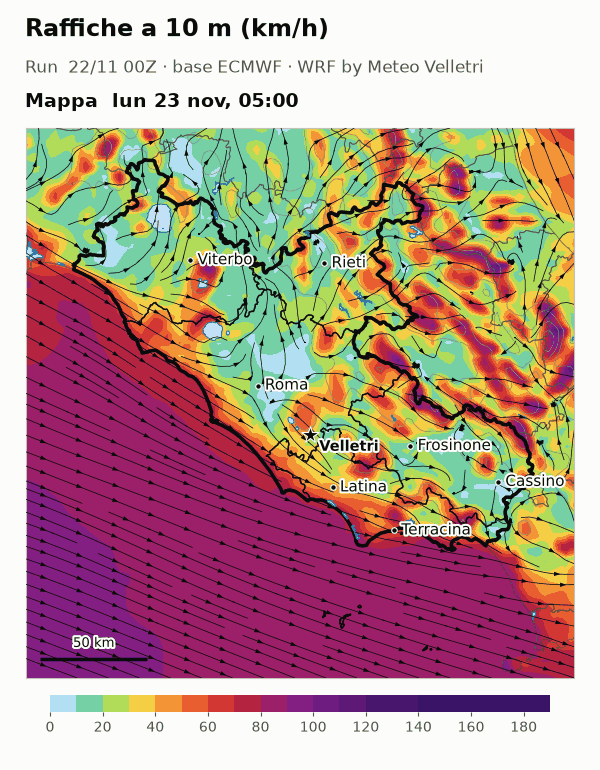 Raffiche a 10 m (km/h)
Run  22/11 00Z · base ECMWF · WRF by Meteo Velletri
Mappa  lun 23 nov, 05:00
Viterbo
Rieti
Roma
Velletri
Frosinone
Cassino
Latina
Terracina
50 km
0 20 40 60 80 100 120 140 160 180